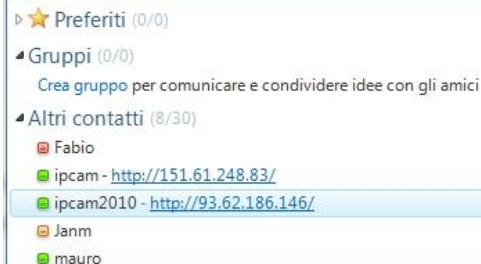 Preferiti (0/0)
Gruppi (0/0)
Crea gruppo per comunicare e condividere idee con gli amici
Altri contatti (8/30)
Fabio
ipcam - http://151.61.248.83/
ipcam2010 - http://93.62.186.146/
Janm
mauro